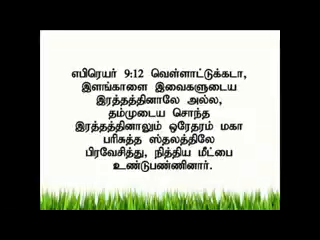 எபிரெயர் 9:12 வெள்ளாட்டுக்கடா,
இளங்காளை இவைகளுடைய
இரத்தத்தினாலே அல்ல,
தம்முடைய சொந்த
இரத்தத்தினாலும் ஒரேதரம் மகா
பரிசுத்த ஸ்தலத்திலே
பிரவேசித்து, நித்திய மீட்பை
உண்டுபண்ணினார்.